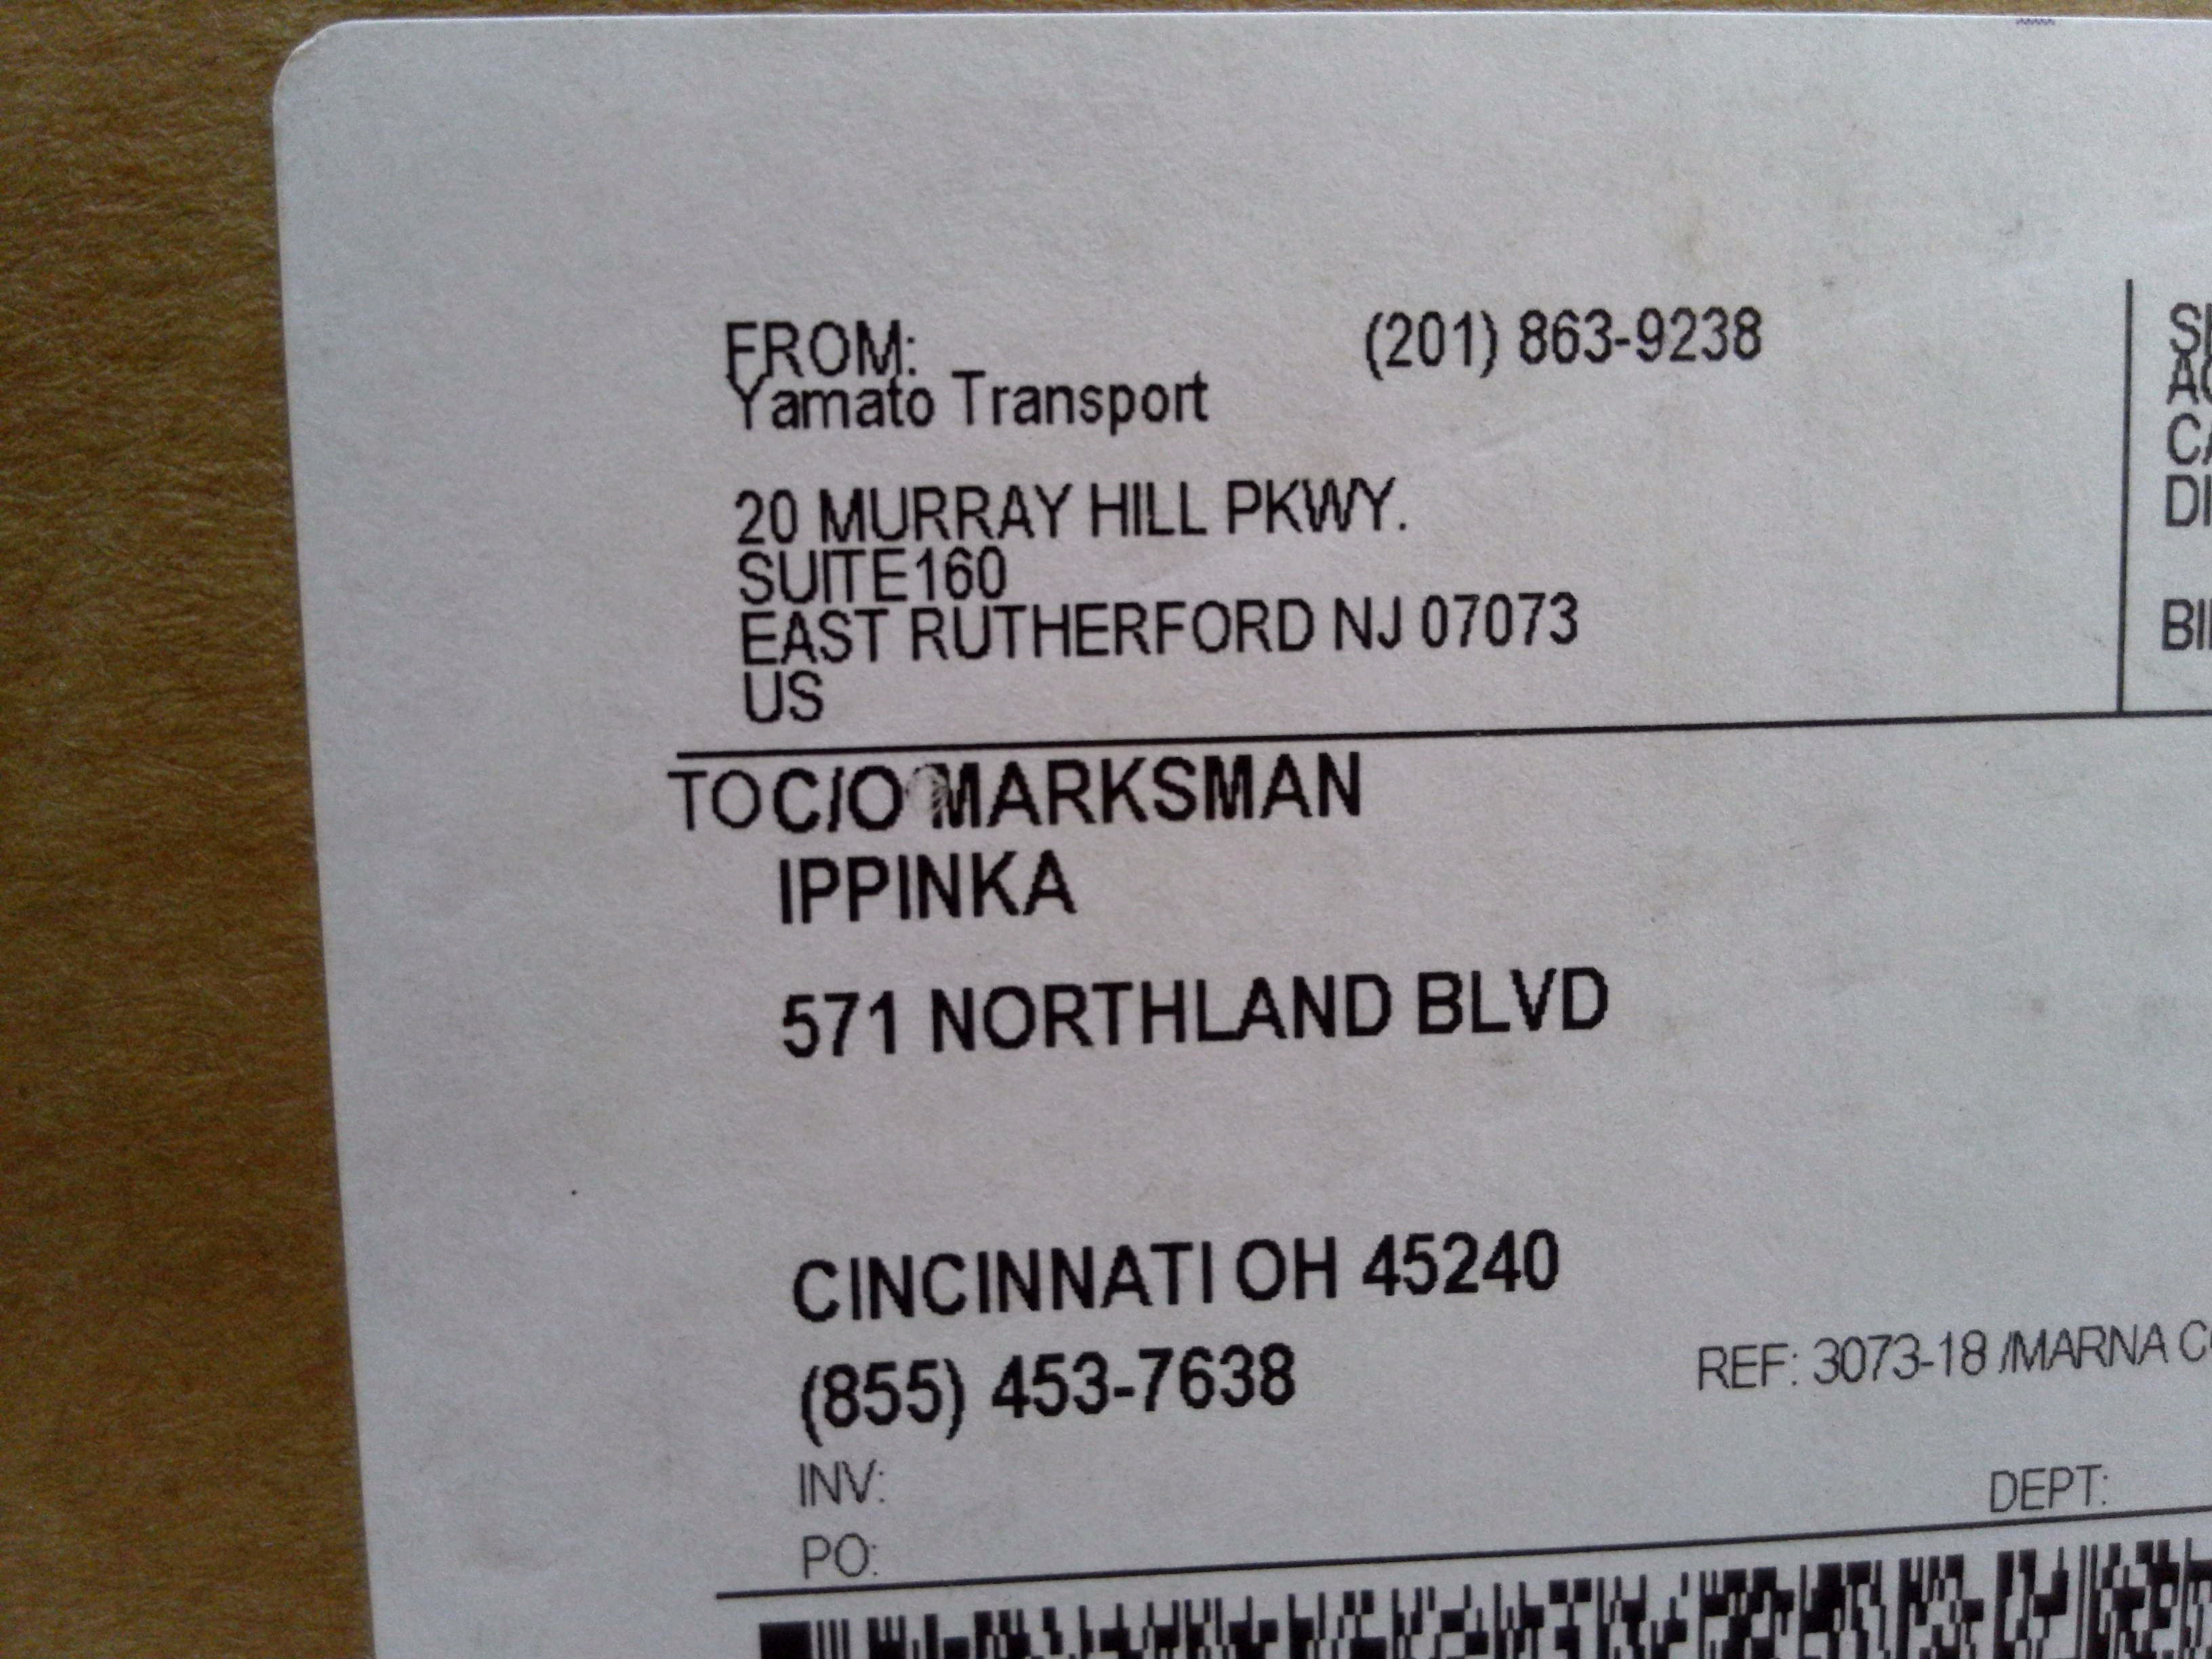 FROM: (201) 863-9238
Yamato Transport
20 MURRAY HILL PKWY.
SUITE160
EAST RUTHERFORD NJ 07073
US
TO C/O MARKSMAN
IPPINKA
571 NORTHLAND BLVD
CINCINNATI OH 45240
(855) 453-7638
REF: 3073-18 /MARNA
INV:
DEPT:
PO: